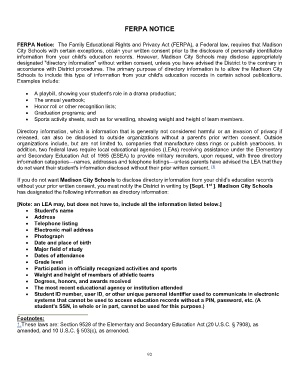 FERPA NOTICE
FERPA Notice: The Family Educational Rights and Privacy Act (FERPA), a Federal law, requires that Madison
City Schools with certain exceptions, obtain your written consent prior to the disclosure of personally identifiable
information from your child's education records. However, Madison City Schools may disclose appropriately
designated "directory information" without written consent, unless you have advised the District to the contrary in
accordance with District procedures. The primary purpose of directory information is to allow the Madison City
Schools to include this type of information from your child's education records in certain school publications.
Examples include:
• A playbill, showing your student's role in a drama production;
• The annual yearbook;
• Honor roll or other recognition lists;
• Graduation programs; and
• Sports activity sheets, such as for wrestling, showing weight and height of team members.
Directory information, which is information that is generally not considered harmful or an invasion of privacy if
released, can also be disclosed to outside organizations without a parent's prior written consent. Outside
organizations include, but are not limited to, companies that manufacture class rings or publish yearbooks. In
addition, two federal laws require local educational agencies (LEAs) receiving assistance under the Elementary
and Secondary Education Act of 1965 (ESEA) to provide military recruiters, upon request, with three directory
information categories—names, addresses and telephone listings—unless parents have advised the LEA that they
do not want their student's information disclosed without their prior written consent.
If you do not want Madison City Schools to disclose directory information from your child's education records
without your prior written consent, you must notify the District in writing by [Sept. 1st]. Madison City Schools
has designated the following information as directory information:
[Note: an LEA may, but does not have to, include all the information listed below.]
• Student's name
• Address
• Telephone listing
• Electronic mail address
• Photograph
• Date and place of birth
• Major field of study
• Dates of attendance
• Grade level
• Participation in officially recognized activities and sports
• Weight and height of members of athletic teams
• Degrees, honors, and awards received
• The most recent educational agency or institution attended
• Student ID number, user ID, or other unique personal identifier used to communicate in electronic
systems that cannot be used to access education records without a PIN, password, etc. (A
student's SSN, in whole or in part, cannot be used for this purpose.)
Footnotes:
1 These laws are: Section 9528 of the Elementary and Secondary Education Act (20 U.S.C. § 7908), as
amended, and 10 U.S.C. § 503(c), as amended.